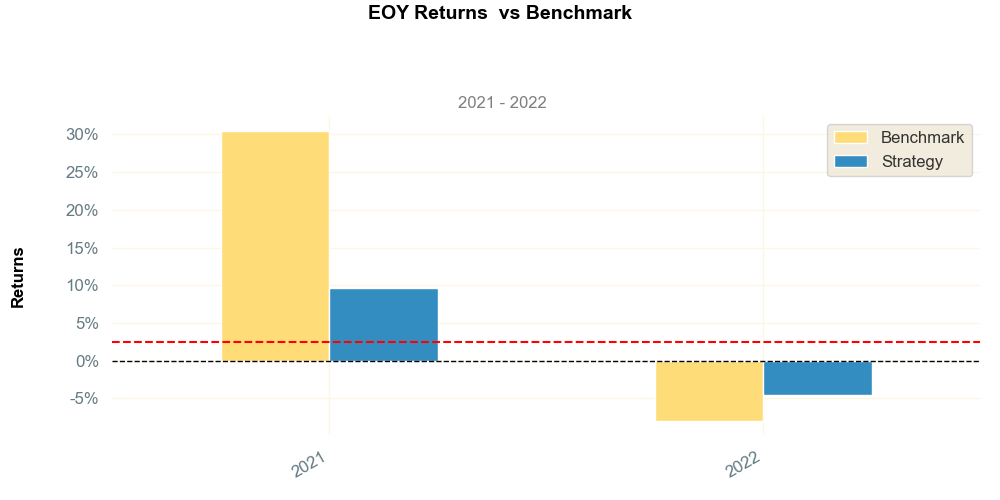 EOY Returns  vs Benchmark
2021 - 2022
Benchmark
Strategy
Returns
30%
25%
20%
15%
10%
5%
0%
-5%
2021
2022